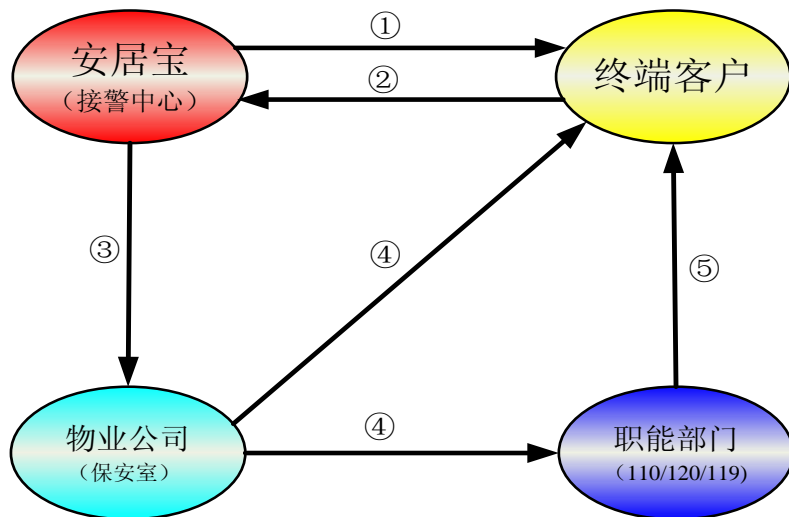 安居宝
（接警中心）
①
②
终端客户
③
④
⑤
物业公司
（保安室）
④
职能部门
（110/120/119)